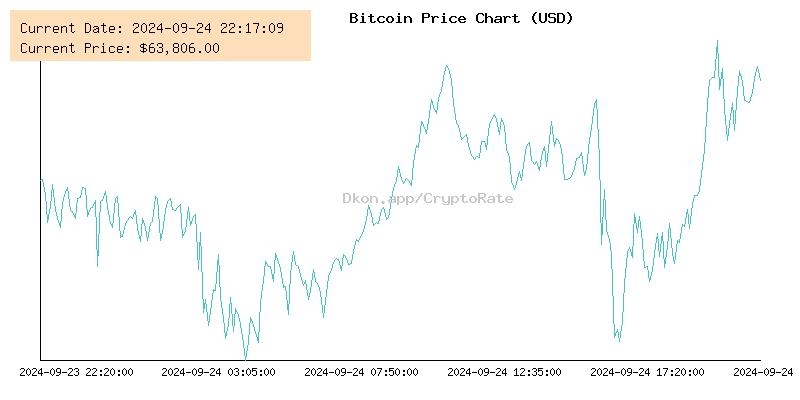 Bitcoin Price Chart (USD)
Current Date: 2024-09-24 22:17:09
Current Price: $63,806.00
Dkon.app/CryptoRate
2024-09-23 22:20:00 2024-09-24 03:05:00 2024-09-24 07:50:00 2024-09-24 12:35:00 2024-09-24 17:20:00 2024-09-24